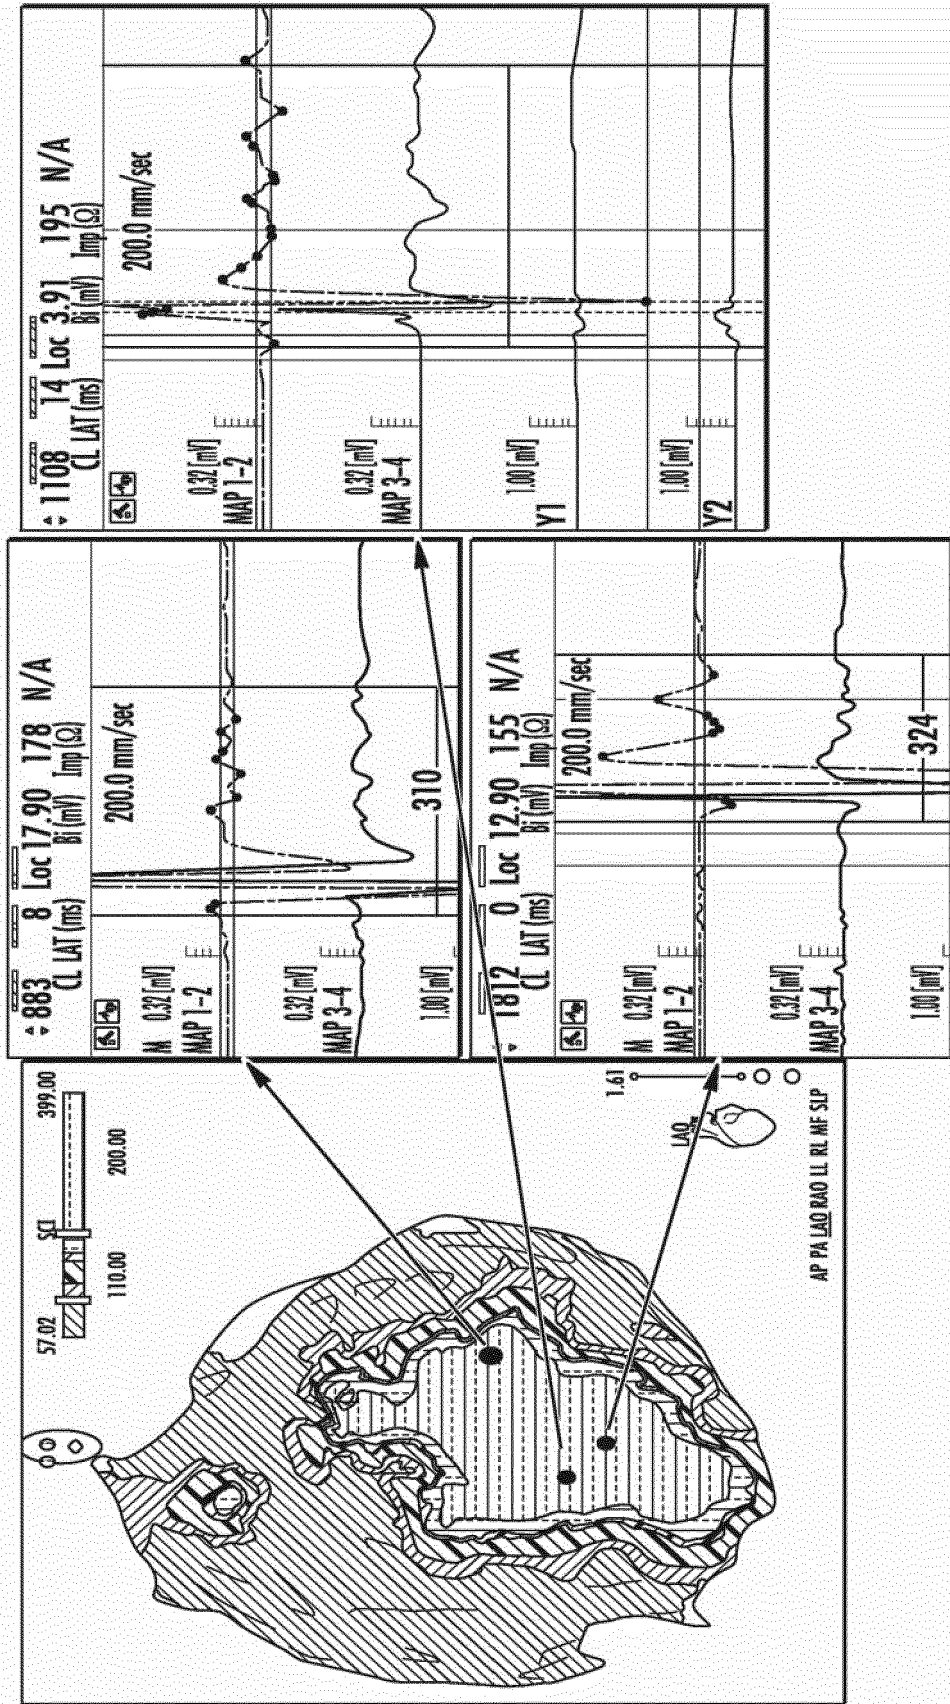 57.02 SCI 399.00
110.00 200.00
1.61
LAO
AP PA LAO RAO LL RL MF SLP
883 8 Loc 17.90 178 N/A
CL LAT (ms) Bi (mV) Imp (Ω)
200.0 mm/sec
M 0.32 [mV]
MAP 1-2
0.32 [mV]
MAP 3-4
310
1.00 [mV]
1812 0 Loc 12.90 155 N/A
CL LAT (ms) Bi (mV) Imp (Ω)
200.0 mm/sec
M 0.32 [mV]
MAP 1-2
0.32 [mV]
MAP 3-4
324
1.00 [mV]
1108 14 Loc 3.91 195 N/A
CL LAT (ms) Bi (mV) Imp (Ω)
200.0 mm/sec
0.32 [mV]
MAP 1-2
0.32 [mV]
MAP 3-4
1.00 [mV]
Y1
1.00 [mV]
Y2